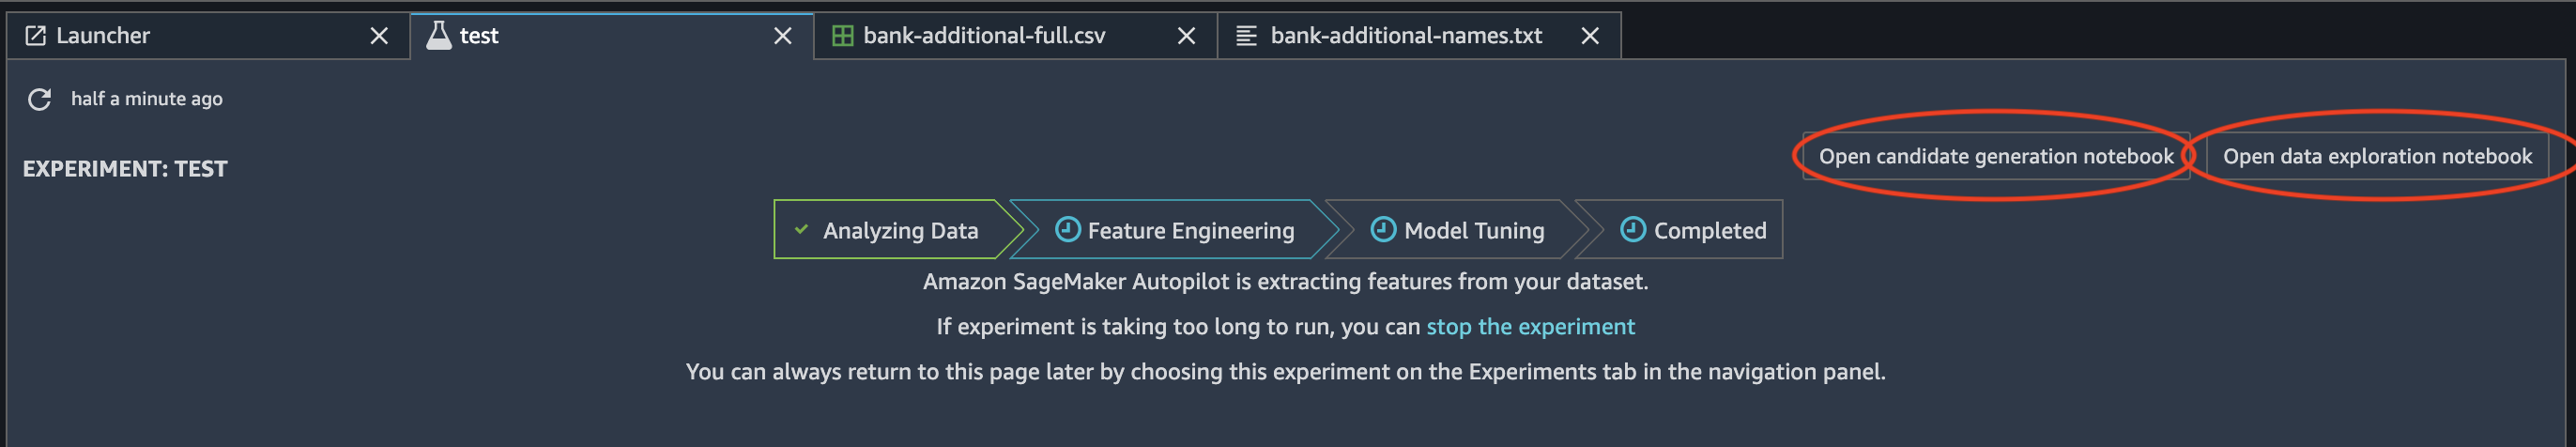 Launcher
test
bank-additional-full.csv
bank-additional-names.txt
half a minute ago
Open candidate generation notebook
Open data exploration notebook
EXPERIMENT: TEST
Analyzing Data
Feature Engineering
Model Tuning
Completed
Amazon SageMaker Autopilot is extracting features from your dataset.
If experiment is taking too long to run, you can stop the experiment
You can always return to this page later by choosing this experiment on the Experiments tab in the navigation panel.